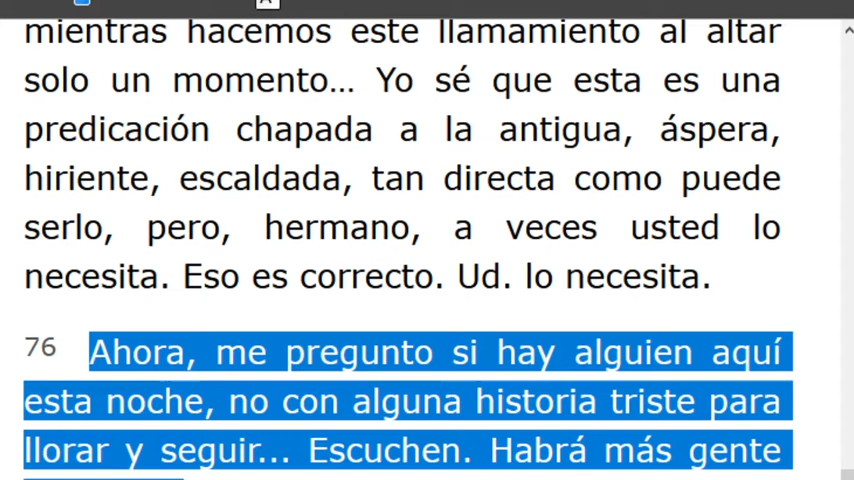 mientras hacemos este llamamiento al altar
solo un momento… Yo sé que esta es una
predicación chapada a la antigua, áspera,
hiriente, escaldada, tan directa como puede
serlo, pero, hermano, a veces usted lo
necesita. Eso es correcto. Ud. lo necesita.
76 Ahora, me pregunto si hay alguien aquí
esta noche, no con alguna historia triste para
llorar y seguir… Escuchen. Habrá más gente